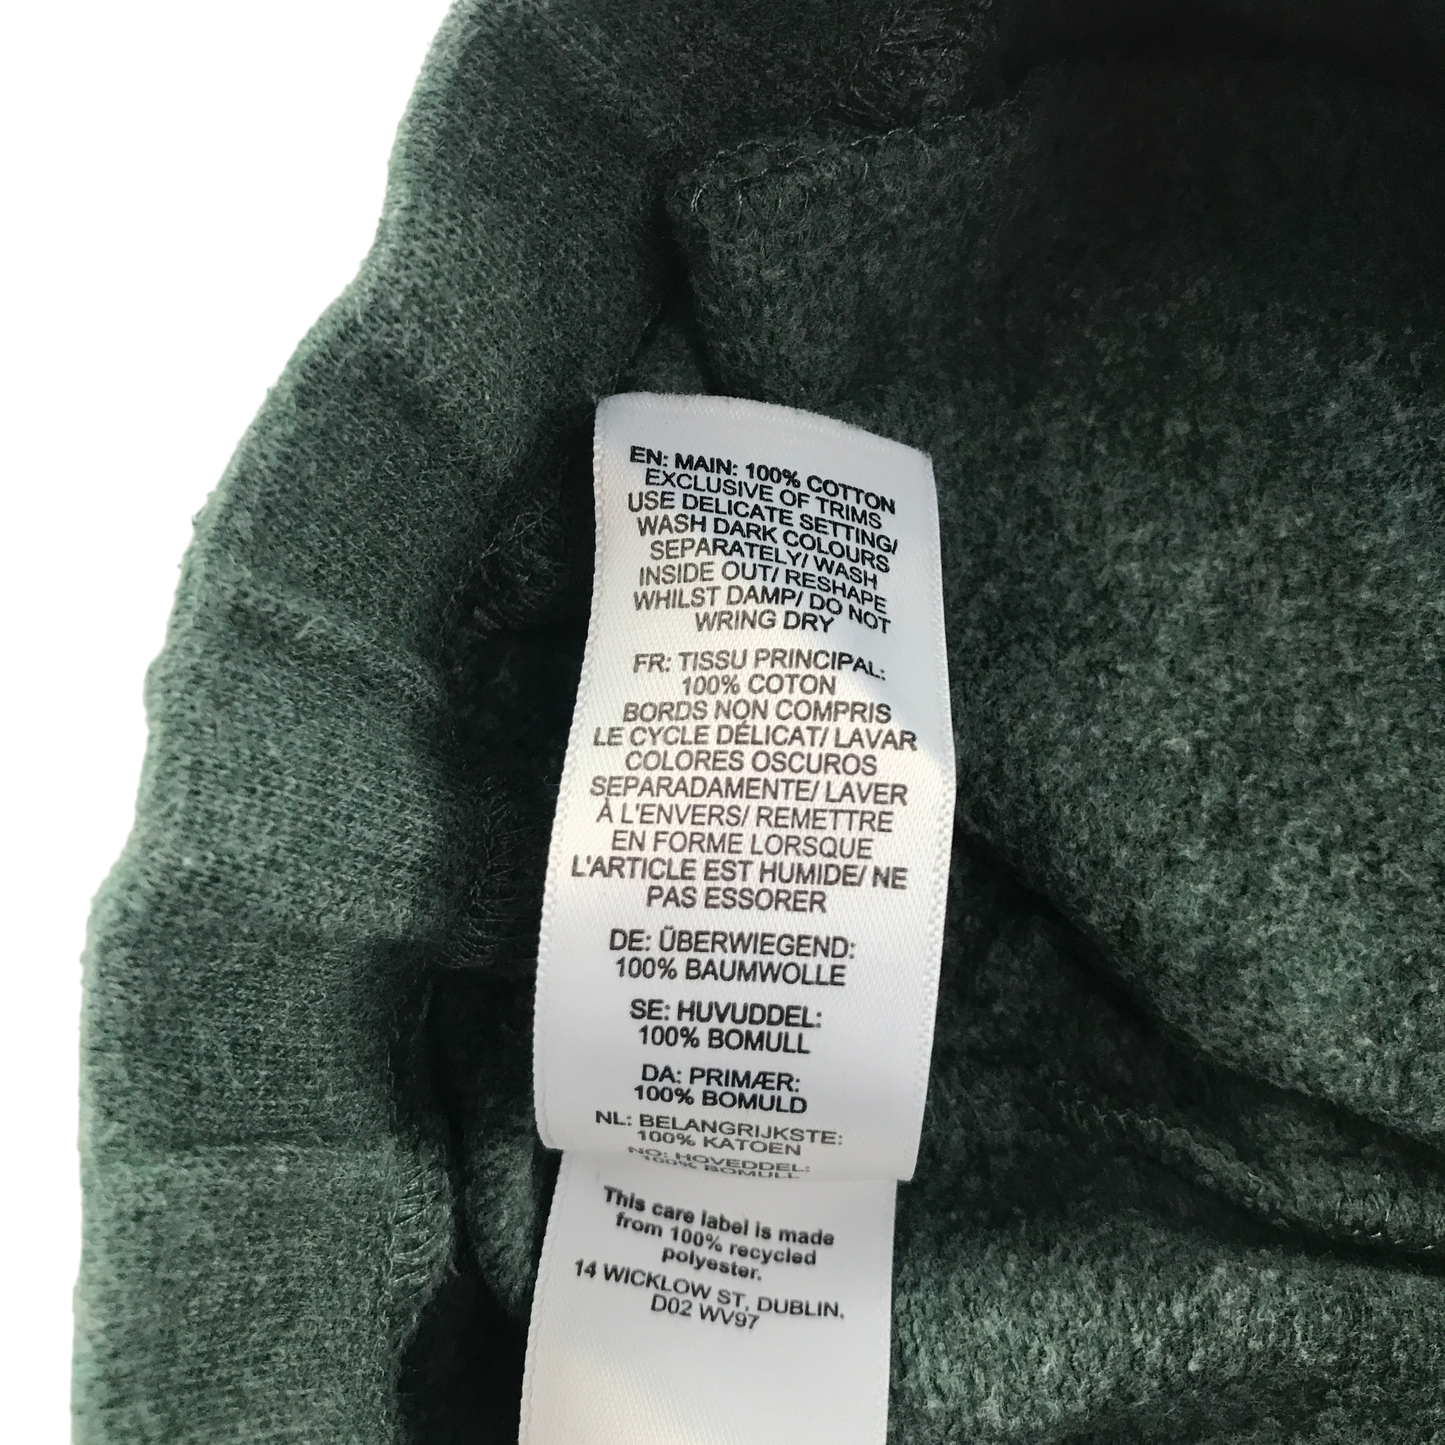 EN: MAIN: 100% COTTON
EXCLUSIVE OF TRIMS
USE DELICATE SETTING/
WASH DARK COLOURS
SEPARATELY/ WASH
INSIDE OUT/ RESHAPE
WHILST DAMP/ DO NOT
WRING DRY
FR: TISSU PRINCIPAL:
100% COTON
BORDS NON COMPRIS
LE CYCLE DÉLICAT/ LAVAR
COLORES OSCUROS
SEPARADAMENTE/ LAVER
À L'ENVERS/ REMETTRE
EN FORME LORSQUE
L'ARTICLE EST HUMIDE/ NE
PAS ESSORER
DE: ÜBERWIEGEND:
100% BAUMWOLLE
SE: HUVUDDEL:
100% BOMULL
DA: PRIMÆR:
100% BOMULD
NL: BELANGRIJKSTE:
100% KATOEN
NO: HOVEDDEL:
100% BOMULL
This care label is made
from 100% recycled
polyester.
14 WICKLOW ST, DUBLIN,
D02 WV97